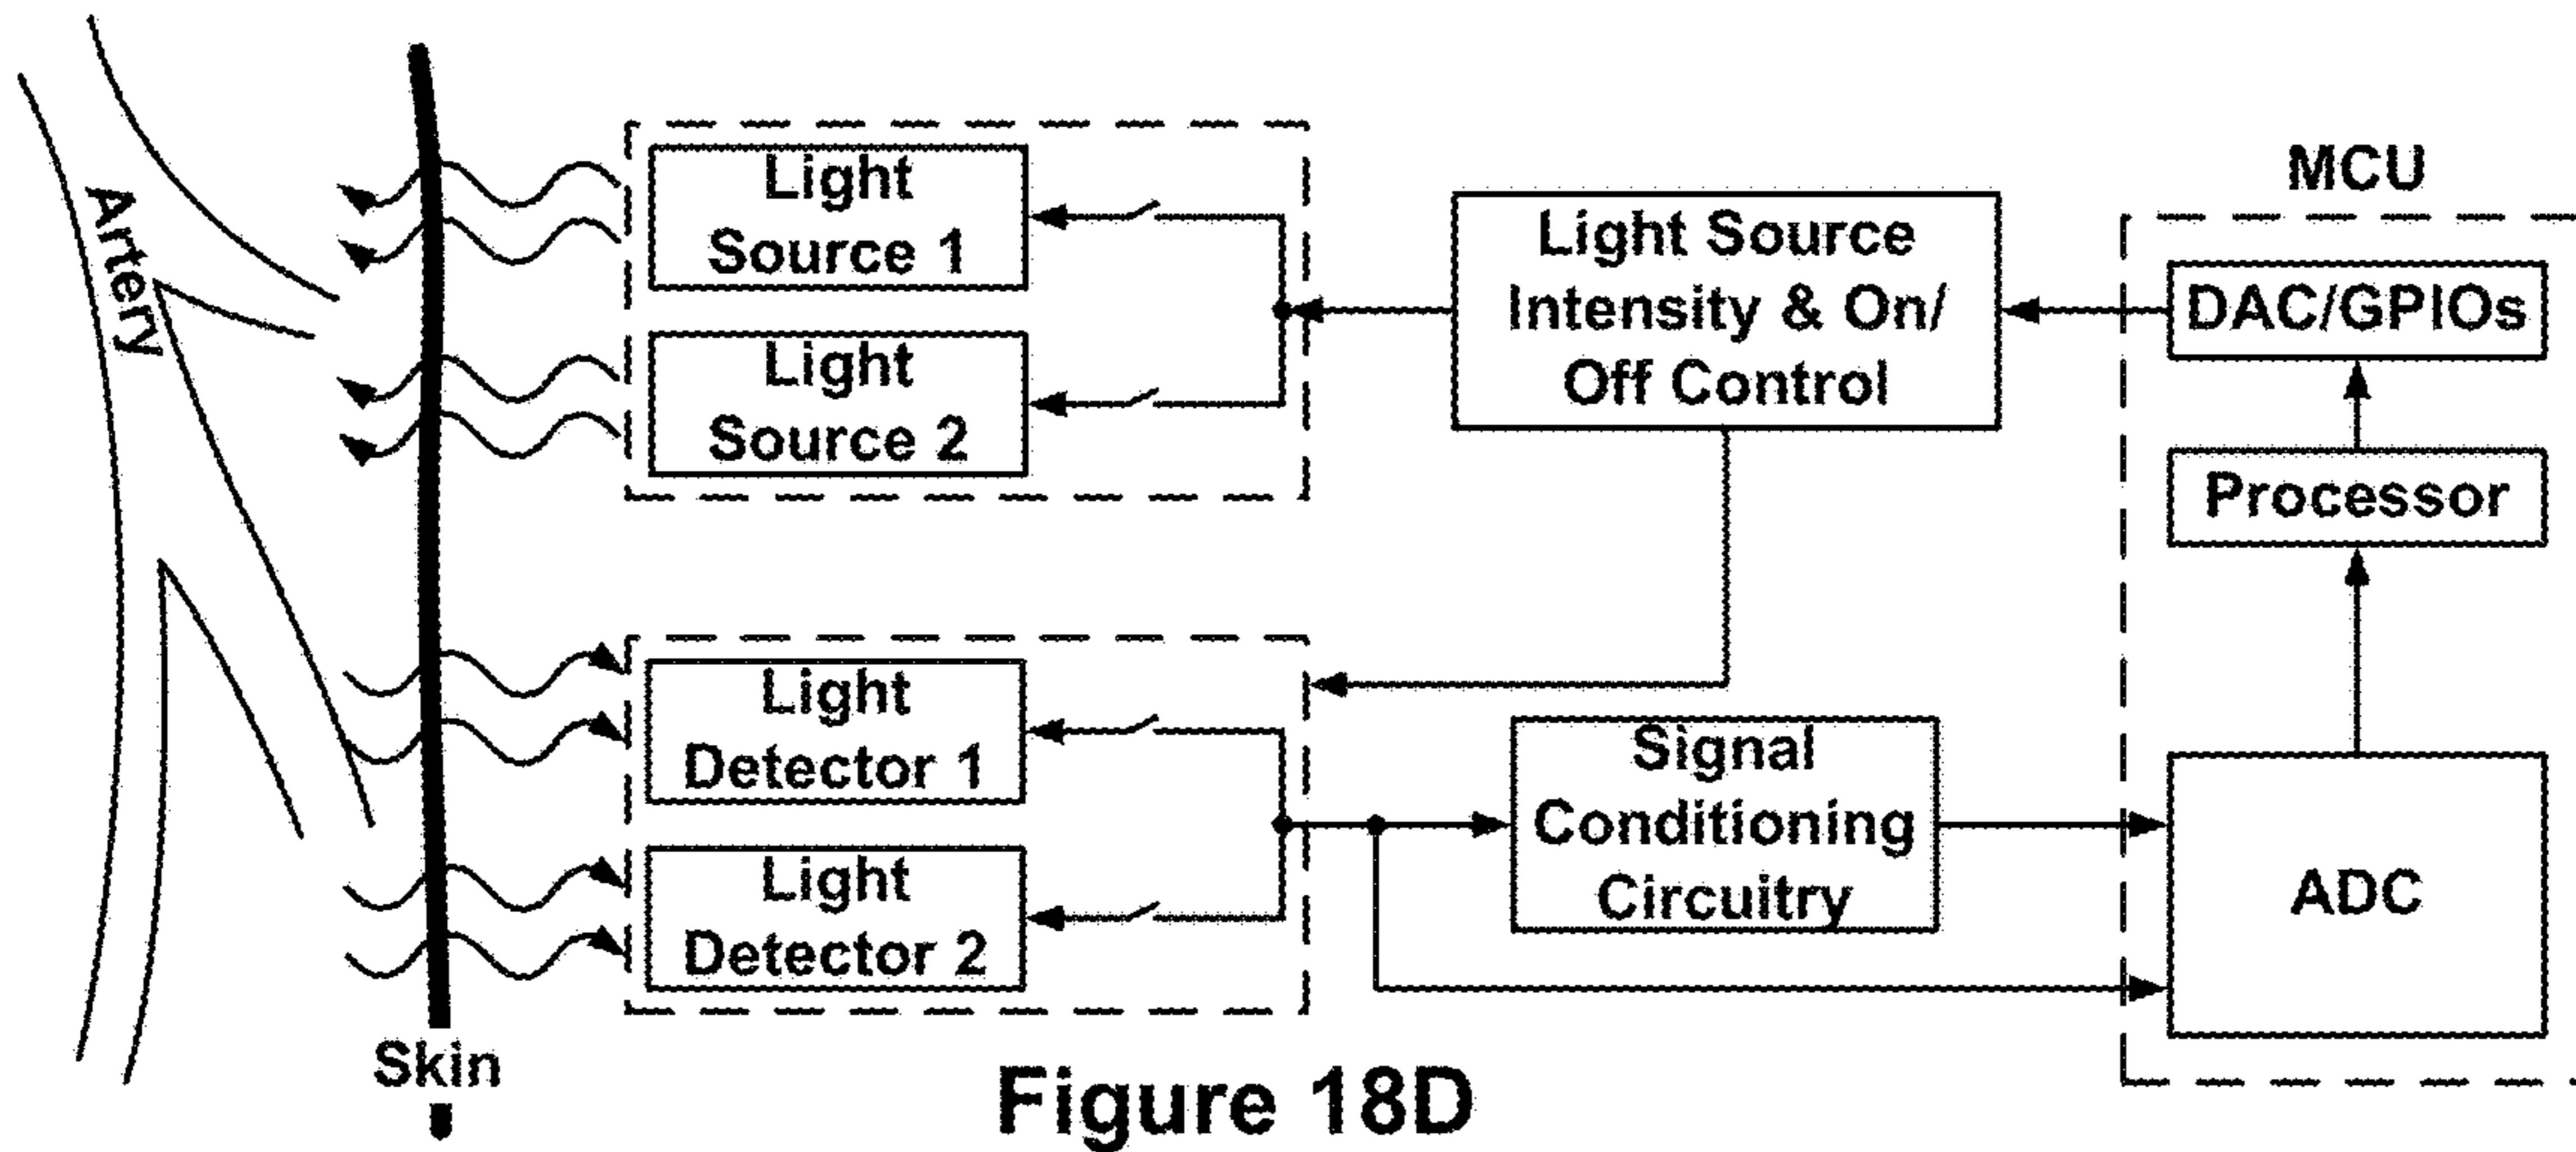 Artery
Skin
Light
Source 1
Light
Source 2
Light Source
Intensity & On/
Off Control
MCU
DAC/GPIOs
Processor
ADC
Light
Detector 1
Light
Detector 2
Signal
Conditioning
Circuitry
Figure 18D